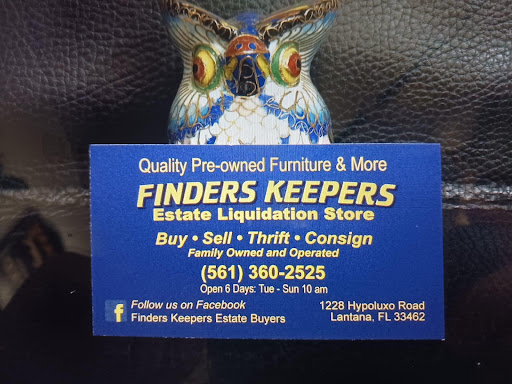 Quality Pre-owned Furniture & More
FINDERS KEEPERS
Estate Liquidation Store
Buy • Sell • Thrift • Consign
Family Owned and Operated
(561) 360-2525
Open 6 Days: Tue - Sun 10 am
f Follow us on Facebook
Finders Keepers Estate Buyers
1228 Hypoluxo Road
Lantana, FL 33462